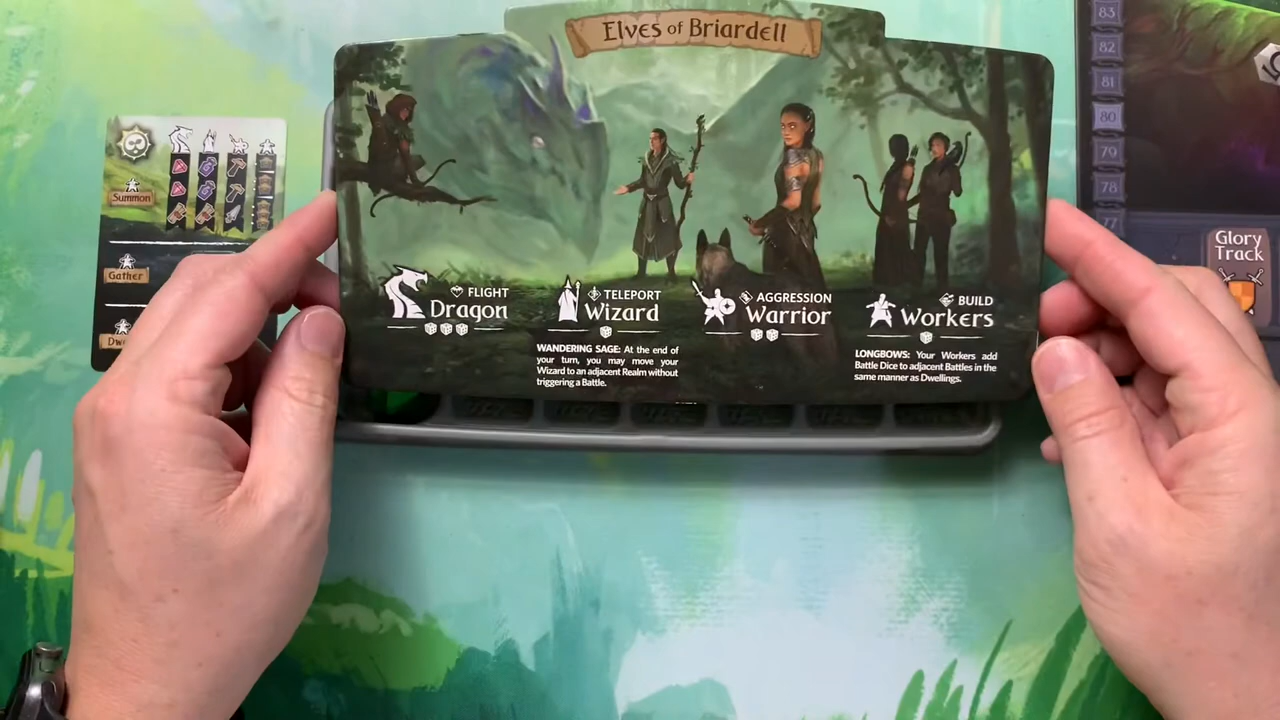 Elves of Briardell
83
82
81
80
79
78
77
Summon
Gather
FLIGHT
Dragon
TELEPORT
Wizard
WANDERING SAGE: At the end of
your turn, you may move your
Wizard to an adjacent Realm without
triggering a Battle.
AGGRESSION
Warrior
BUILD
Workers
LONGBOWS: Your Workers add
Battle Dice to adjacent Battles in the
same manner as Dwellings.
Glory
Track